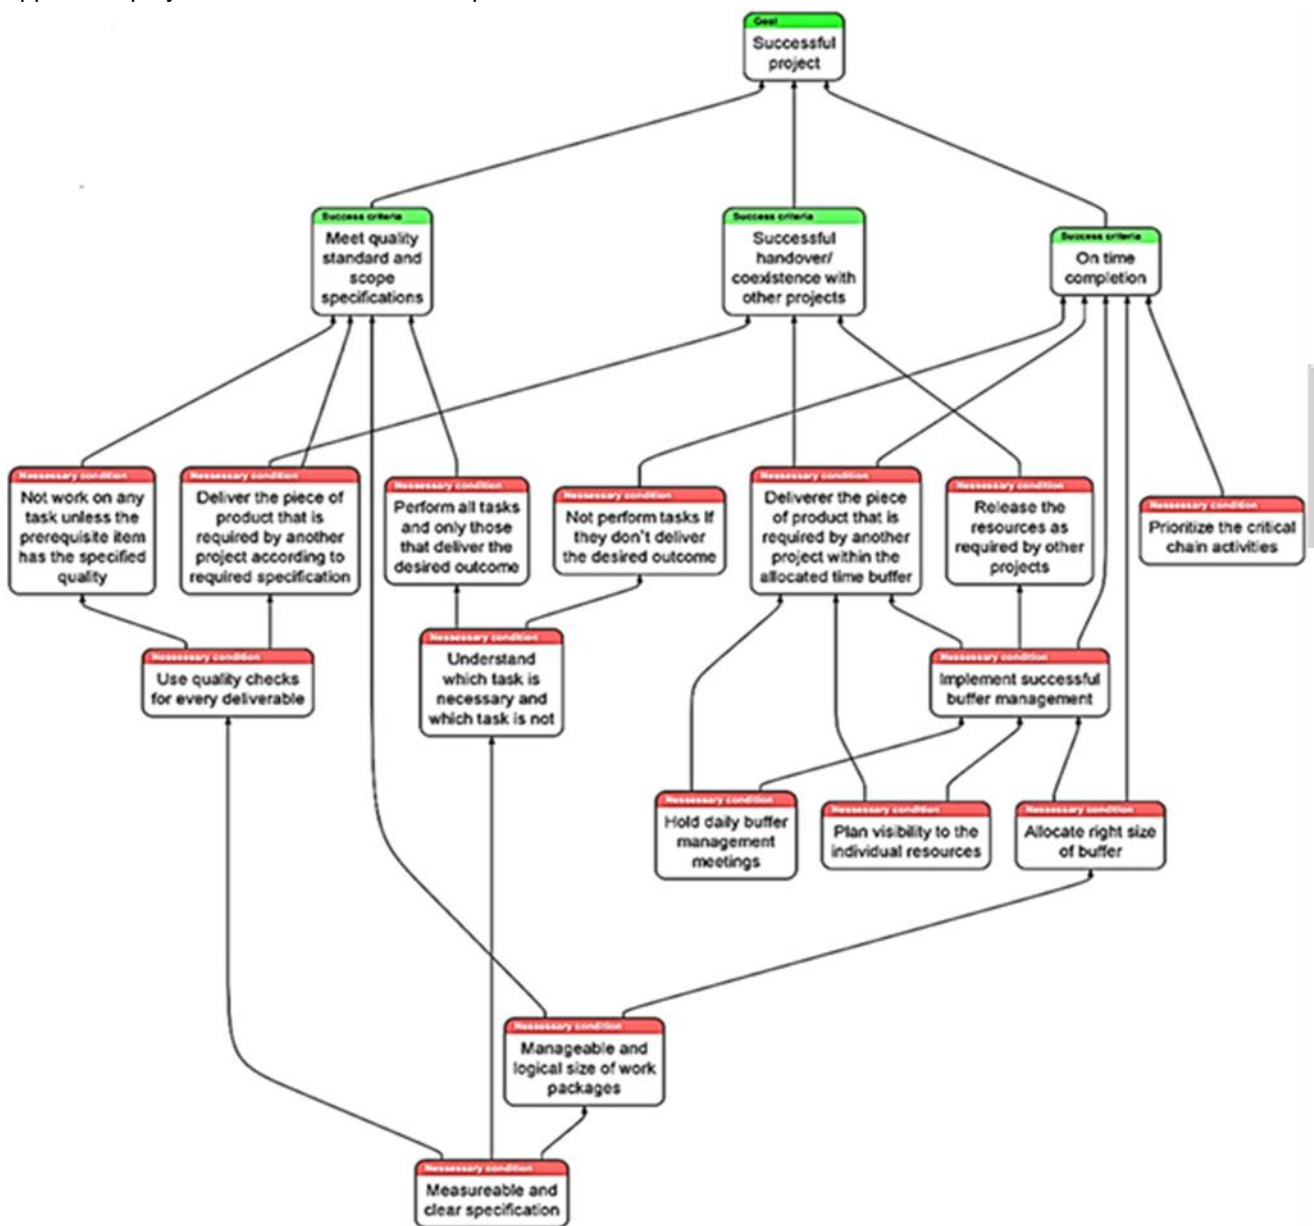 Goal
Successful
project
Success criteria
Meet quality
standard and
scope
specifications
Success criteria
Successful
handover/
coexistence with
other projects
Success criteria
On time
completion
Nessessary condition
Not work on any
task unless the
prerequisite item
has the specified
quality
Nessessary condition
Deliver the piece of
product that is
required by another
project according to
required specification
Nessessary condition
Perform all tasks
and only those
that deliver the
desired outcome
Nessessary condition
Not perform tasks If
they don't deliver
the desired outcome
Nessessary condition
Deliverer the piece
of product that is
required by another
project within the
allocated time buffer
Nessessary condition
Release the
resources as
required by other
projects
Nessessary condition
Prioritize the critical
chain activities
Nessessary condition
Use quality checks
for every deliverable
Nessessary condition
Understand
which task is
necessary and
which task is not
Nessessary condition
Implement successful
buffer management
Nessessary condition
Hold daily buffer
management
meetings
Nessessary condition
Plan visibility to the
individual resources
Nessessary condition
Allocate right size
of buffer
Nessessary condition
Manageable and
logical size of work
packages
Nessessary condition
Measureable and
clear specification